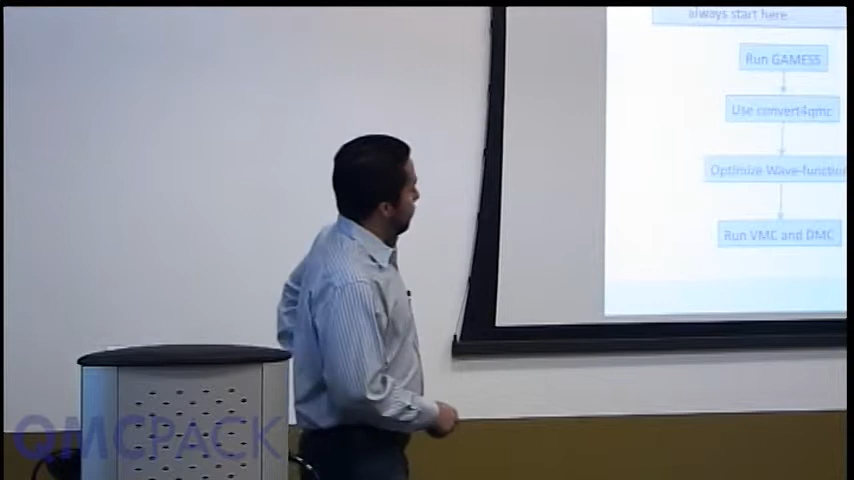 always start here
Run GAMESS
Use convert4qmc
Optimize Wave-function
Run VMC and DMC
QMCPACK